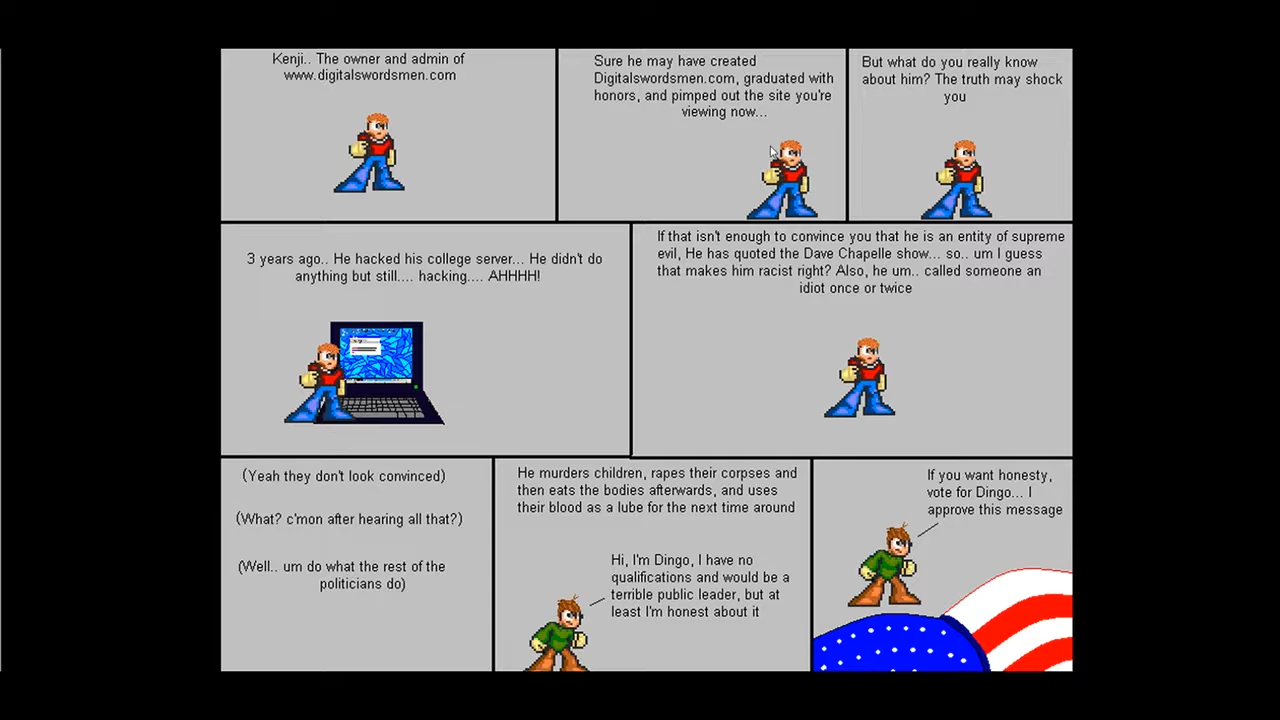 Kenji.. The owner and admin of
www.digitalswordsmen.com
Sure he may have created
Digitalswordsmen.com, graduated with
honors, and pimped out the site you're
viewing now...
But what do you really know
about him? The truth may shock
you
3 years ago.. He hacked his college server... He didn't do
anything but still.... hacking.... AHHHH!
If that isn't enough to convince you that he is an entity of supreme
evil, He has quoted the Dave Chapelle show... so.. um I guess
that makes him racist right? Also, he um.. called someone an
idiot once or twice
(Yeah they don't look convinced)
(What? c'mon after hearing all that?)
(Well.. um do what the rest of the
politicians do)
He murders children, rapes their corpses and
then eats the bodies afterwards, and uses
their blood as a lube for the next time around
Hi, I'm Dingo, I have no
qualifications and would be a
terrible public leader, but at
least I'm honest about it
If you want honesty,
vote for Dingo... I
approve this message